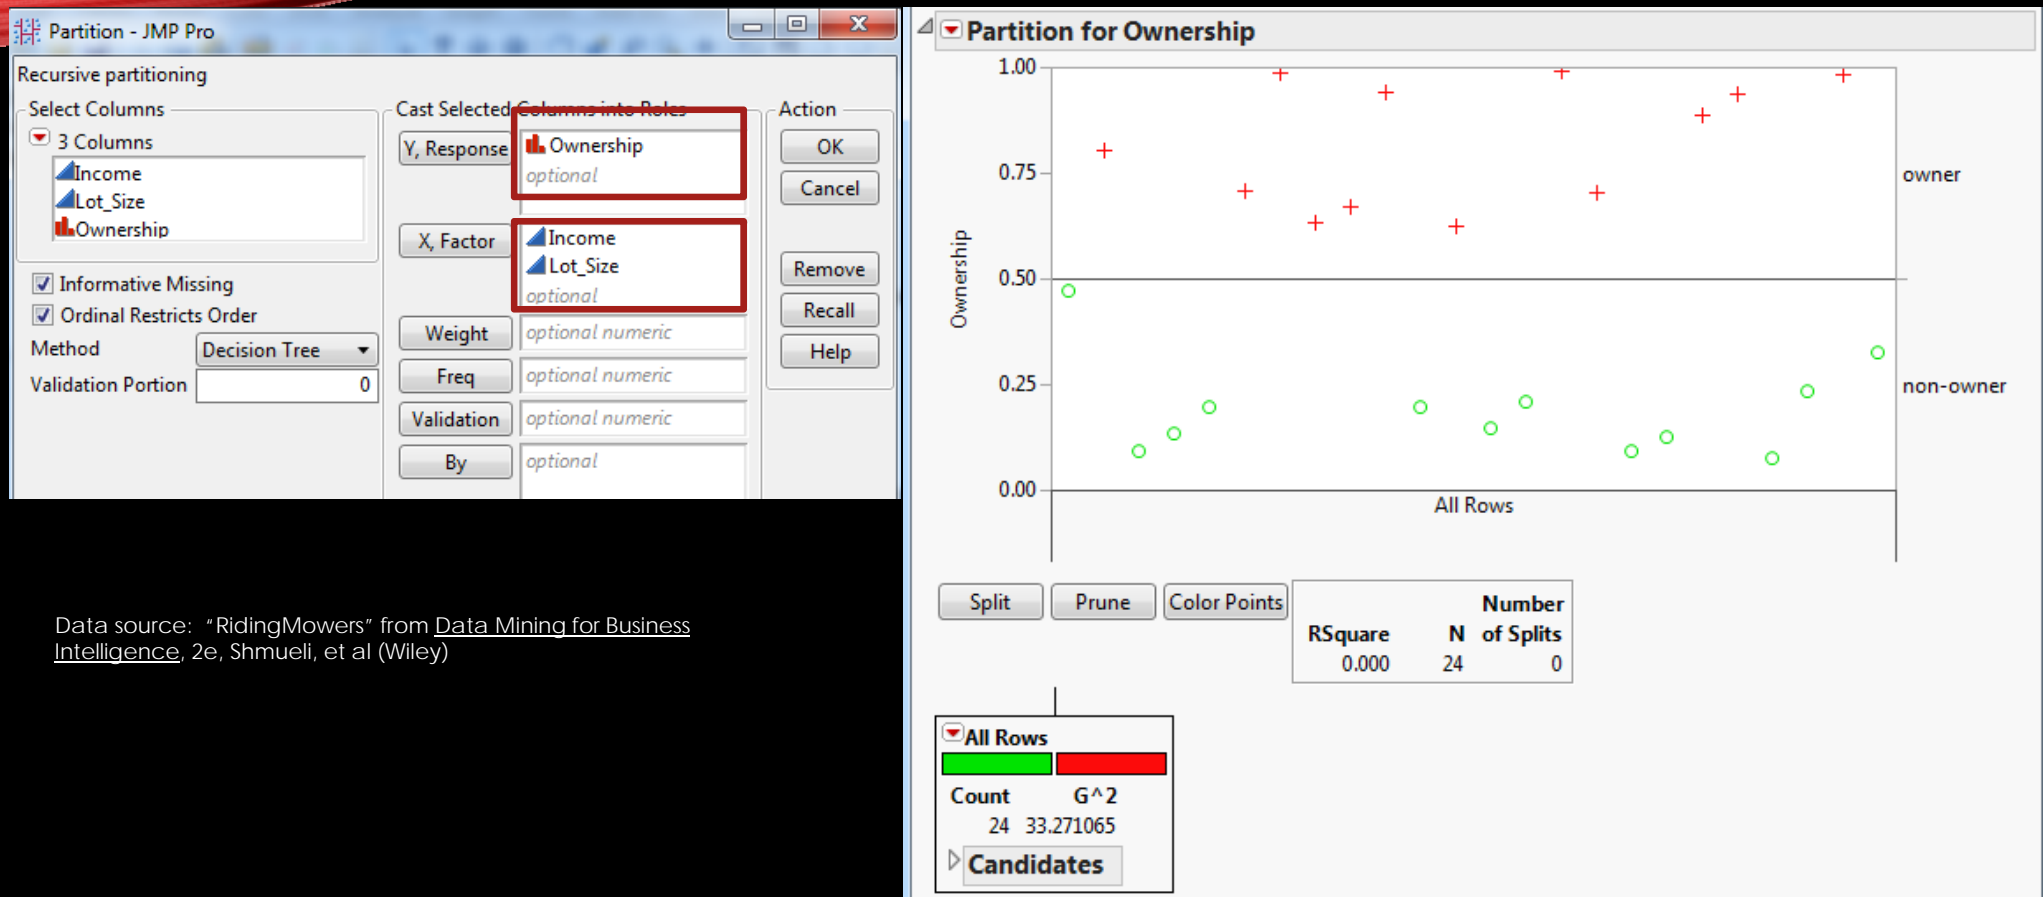 Partition - JMP Pro
Recursive partitioning
Select Columns
3 Columns
Income
Lot_Size
Ownership
Informative Missing
Ordinal Restricts Order
Method
Decision Tree
Validation Portion
0
Cast Selected Columns into Roles
Y, Response
Ownership
optional
X, Factor
Income
Lot_Size
optional
Weight
optional numeric
Freq
optional numeric
Validation
optional numeric
By
optional
Action
OK
Cancel
Remove
Recall
Help
Data source: "RidingMowers" from Data Mining for Business
Intelligence, 2e, Shmueli, et al (Wiley)
Partition for Ownership
1.00
0.75
0.50
0.25
0.00
Ownership
owner
non-owner
All Rows
Split
Prune
Color Points
Number
RSquare N of Splits
0.000 24 0
All Rows
Count G^2
24 33.271065
Candidates